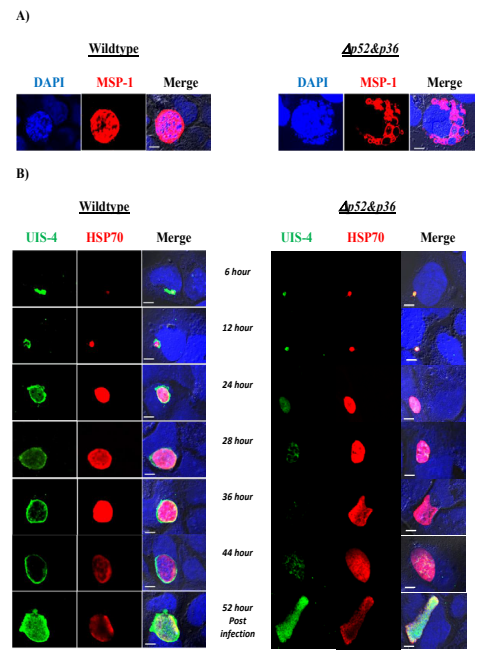 A)
Wildtype Δp52&p36
DAPI MSP-1 Merge DAPI MSP-1 Merge
B)
Wildtype Δp52&p36
UIS-4 HSP70 Merge UIS-4 HSP70 Merge
6 hour
12 hour
24 hour
28 hour
36 hour
44 hour
52 hour
Post
infection